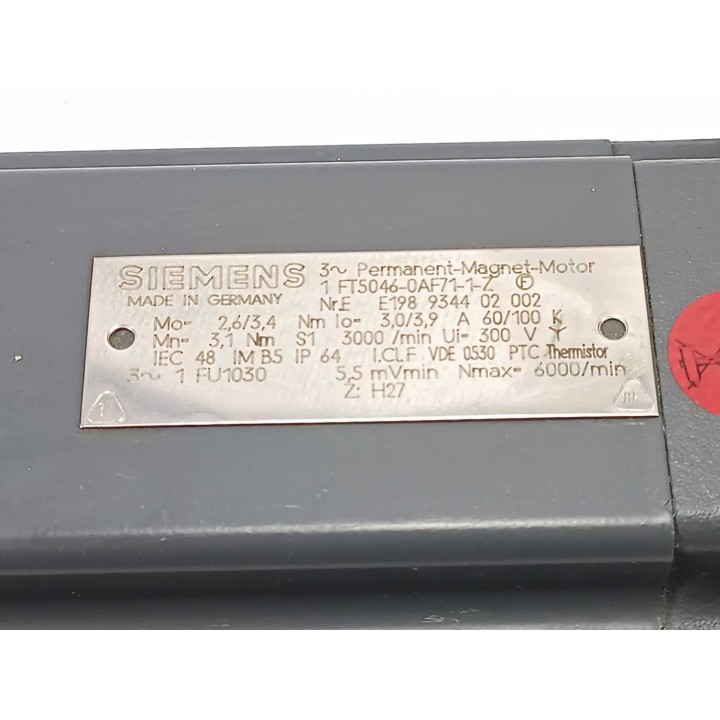 SIEMENS 3~ Permanent-Magnet-Motor
1 FT5046-0AF71-1-Z F
MADE IN GERMANY Nr.E E198 9344 02 002
Mo= 2,6/3,4 Nm Io= 3,0/3,9 A 60/100 K
Mn= 3,1 Nm S1 3000 /min Ui= 300 V Y
IEC 48 IM B5 IP 64 I.CL.F VDE 0530 PTC Thermistor
3~ 1 FU1030 5,5 mVmin Nmax= 6000/min
Z: H27